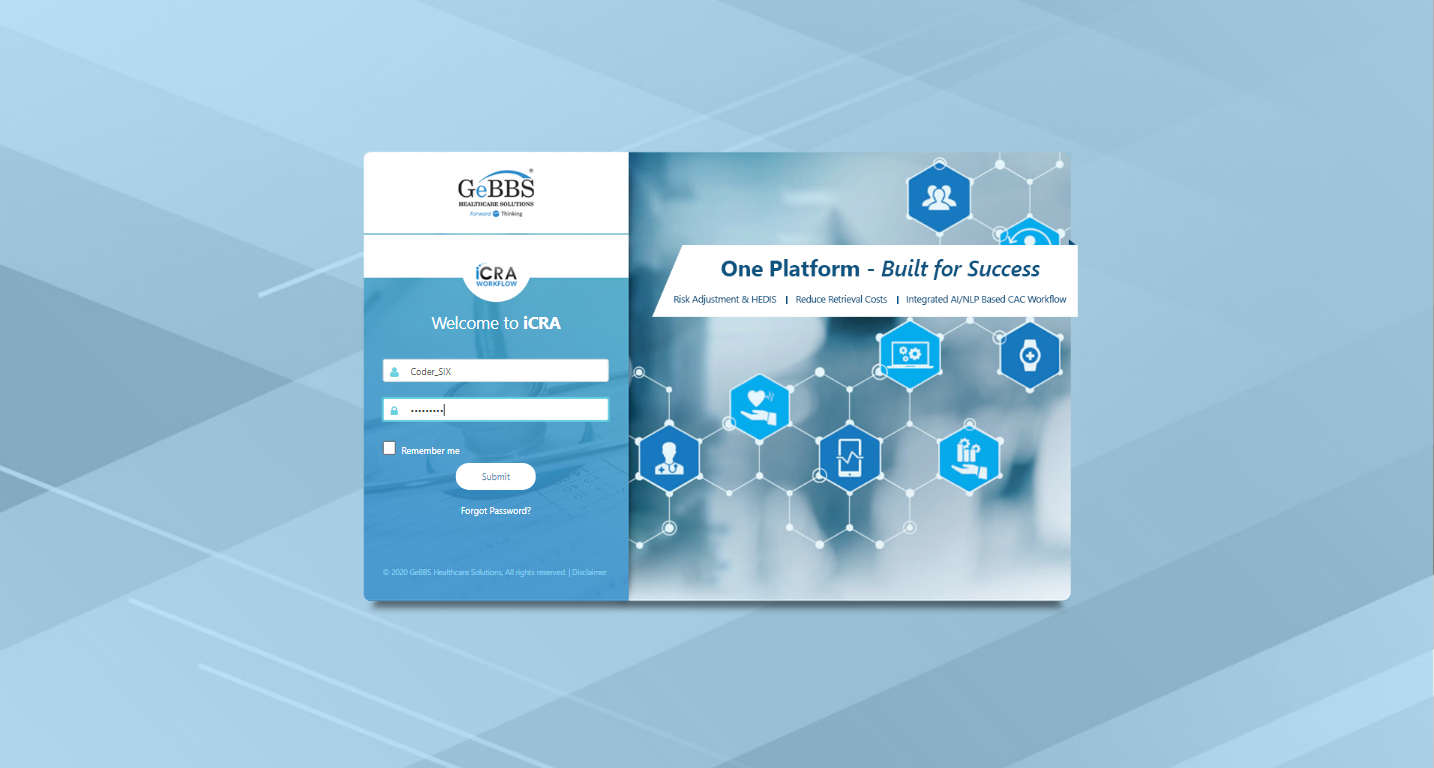 GeBBS®
HEALTHCARE SOLUTIONS
Forward Thinking
iCRA
WORKFLOW
Welcome to iCRA
Coder_SIX
•••••••••
Remember me
Submit
Forgot Password?
© 2020 GeBBS Healthcare Solutions, All rights reserved. | Disclaimer
One Platform - Built for Success
Risk Adjustment & HEDIS | Reduce Retrieval Costs | Integrated AI/NLP Based CAC Workflow